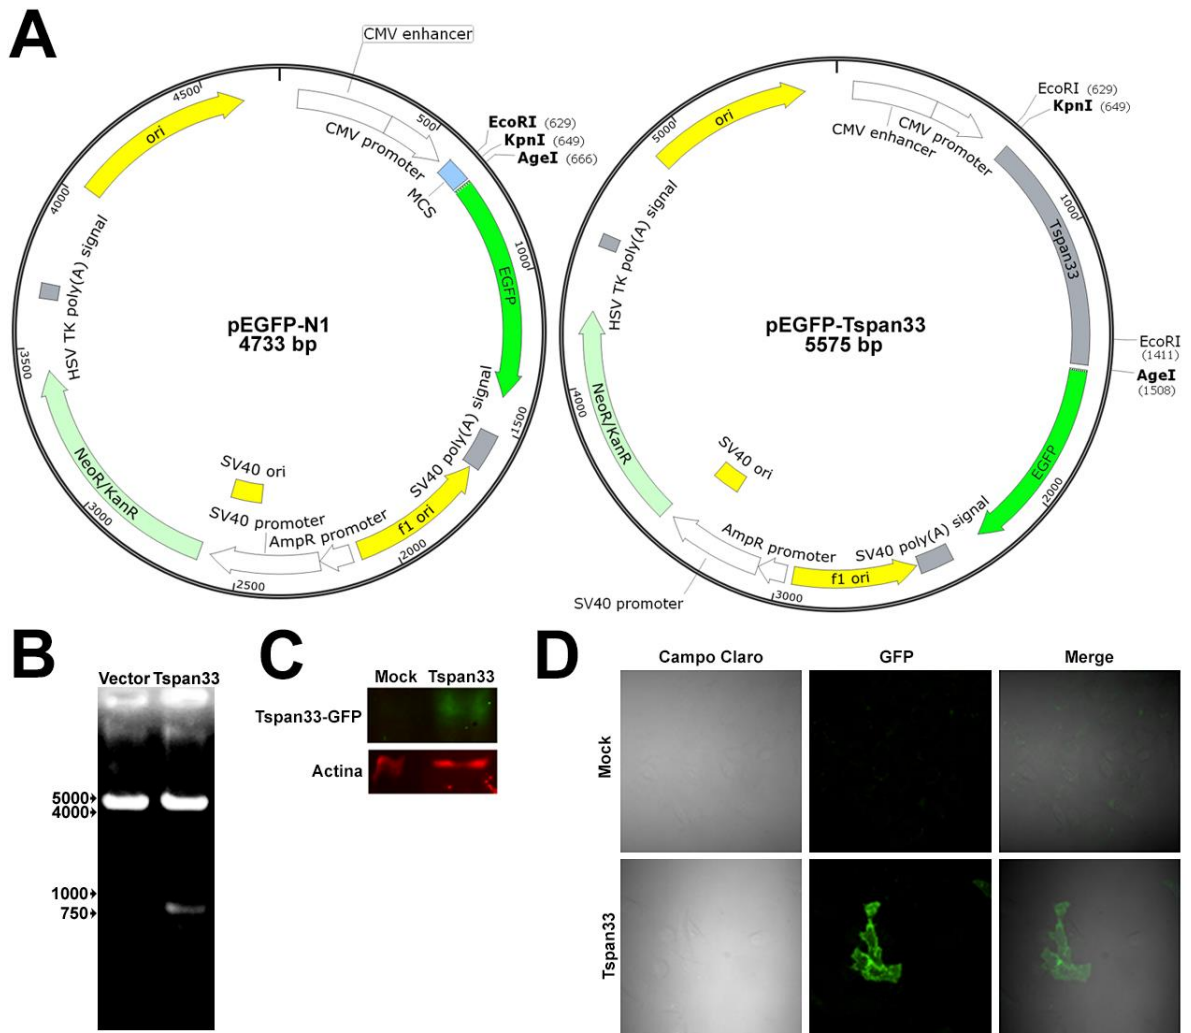 A
CMV enhancer
CMV promoter
MCS
EcoRI (629)
KpnI (649)
AgeI (666)
EGFP
SV40 poly(A) signal
f1 ori
AmpR promoter
SV40 promoter
SV40 ori
NeoR/KanR
HSV TK poly(A) signal
ori
500
1000
1500
2000
2500
3000
3500
4000
4500
pEGFP-N1
4733 bp
CMV enhancer
CMV promoter
EcoRI (629)
KpnI (649)
Tspan33
EcoRI
(1411)
AgeI
(1508)
EGFP
SV40 poly(A) signal
f1 ori
AmpR promoter
SV40 promoter
SV40 ori
NeoR/KanR
HSV TK poly(A) signal
ori
1000
2000
3000
4000
5000
pEGFP-Tspan33
5575 bp
B
Vector Tspan33
5000
4000
1000
750
C
Mock Tspan33
Tspan33-GFP
Actina
D
Campo Claro GFP Merge
Mock
Tspan33